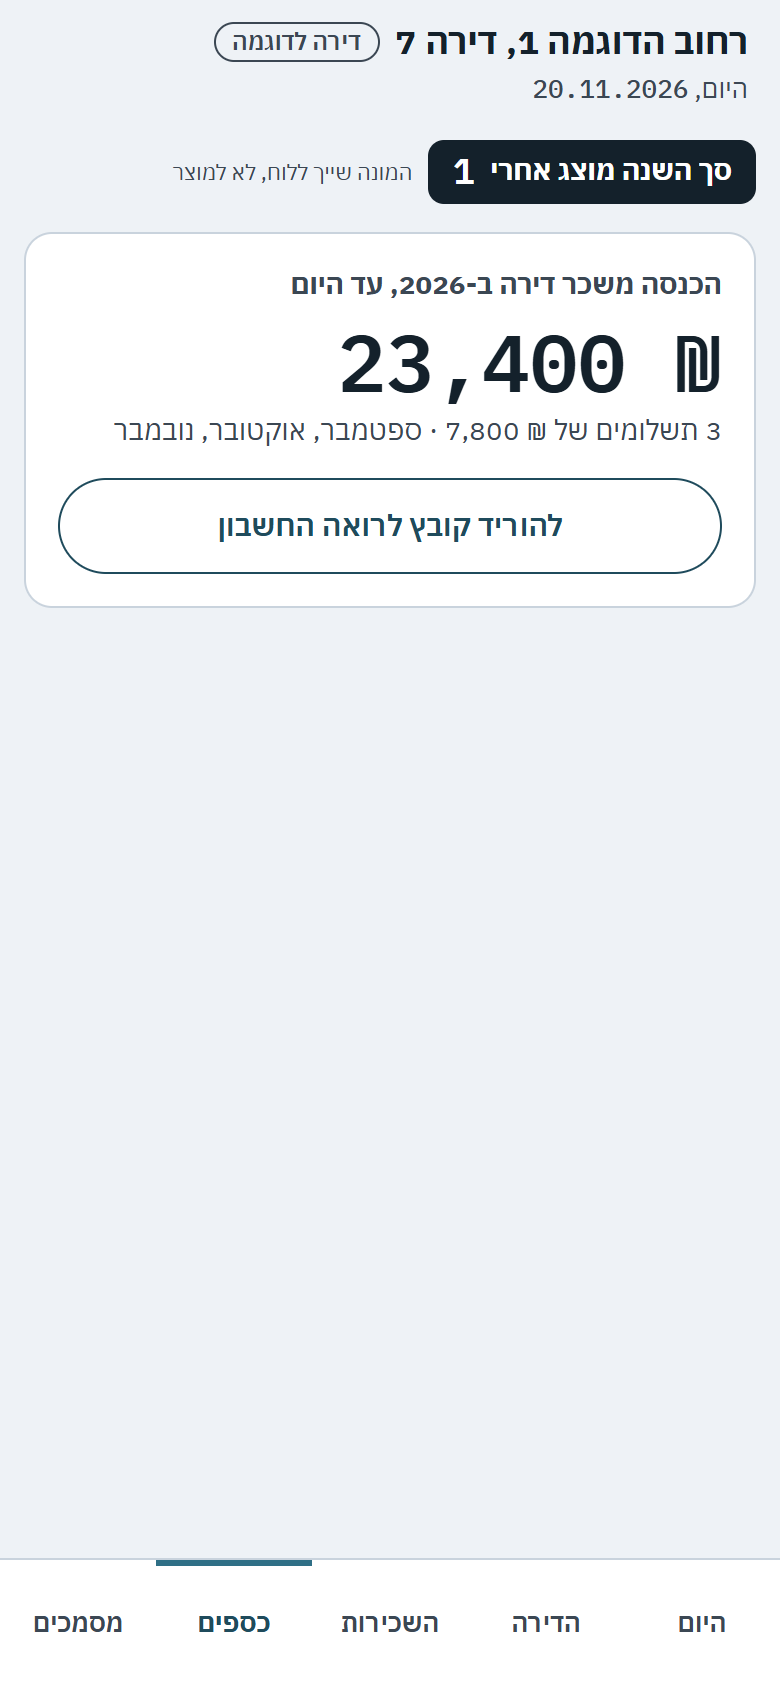 רחוב הדוגמה 1, דירה 7 דירה לדוגמה
היום, 20.11.2026
סך השנה מוצג אחרי 1 המונה שייך ללוח, לא למוצר
הכנסה משכר דירה ב-2026, עד היום
₪ 23,400
3 תשלומים של ₪ 7,800 · ספטמבר, אוקטובר, נובמבר
להוריד קובץ לרואה החשבון
היום הדירה השכירות כספים מסמכים